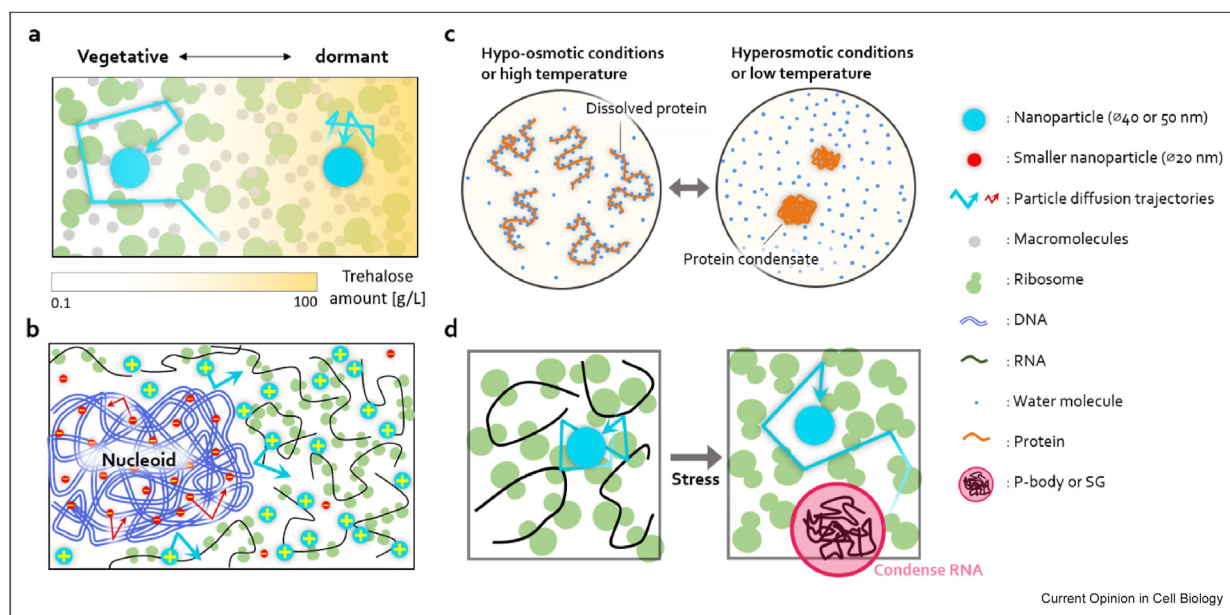 a
Vegetative
dormant
0.1
100
Trehalose
amount [g/L]
b
Nucleoid
c
Hypo-osmotic conditions
or high temperature
Hyperosmotic conditions
or low temperature
Dissolved protein
Protein condensate
d
Stress
Condense RNA
: Nanoparticle (⌀40 or 50 nm)
: Smaller nanoparticle (⌀20 nm)
: Particle diffusion trajectories
: Macromolecules
: Ribosome
: DNA
: RNA
: Water molecule
: Protein
: P-body or SG
Current Opinion in Cell Biology